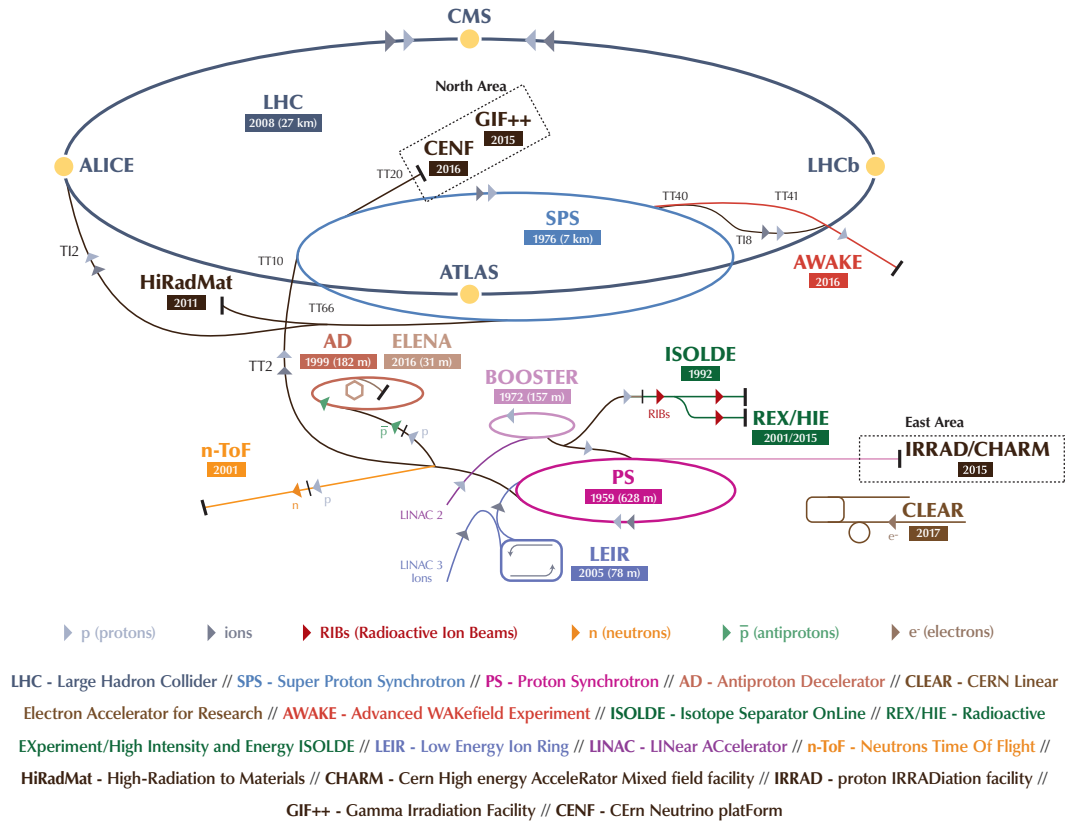 CMS
LHC
2008 (27 km)
North Area
GIF++
2015
CENF
2016
TT20
ALICE
LHCb
TT40
TT41
SPS
1976 (7 km)
TI8
TI2
TT10
ATLAS
AWAKE
2016
HiRadMat
2011
TT66
AD
1999 (182 m)
ELENA
2016 (31 m)
TT2
ISOLDE
1992
BOOSTER
1972 (157 m)
RIBs
REX/HIE
2001/2015
p̅
p
East Area
IRRAD/CHARM
2015
n-ToF
2001
PS
1959 (628 m)
n
p
LINAC 2
CLEAR
2017
e-
LEIR
2005 (78 m)
LINAC 3
Ions
p (protons)
ions
RIBs (Radioactive Ion Beams)
n (neutrons)
p̅ (antiprotons)
e- (electrons)
LHC - Large Hadron Collider // SPS - Super Proton Synchrotron // PS - Proton Synchrotron // AD - Antiproton Decelerator // CLEAR - CERN Linear
Electron Accelerator for Research // AWAKE - Advanced WAKefield Experiment // ISOLDE - Isotope Separator OnLine // REX/HIE - Radioactive
EXperiment/High Intensity and Energy ISOLDE // LEIR - Low Energy Ion Ring // LINAC - LINear ACcelerator // n-ToF - Neutrons Time Of Flight //
HiRadMat - High-Radiation to Materials // CHARM - Cern High energy AcceleRator Mixed field facility // IRRAD - proton IRRADiation facility //
GIF++ - Gamma Irradiation Facility // CENF - CErn Neutrino platForm